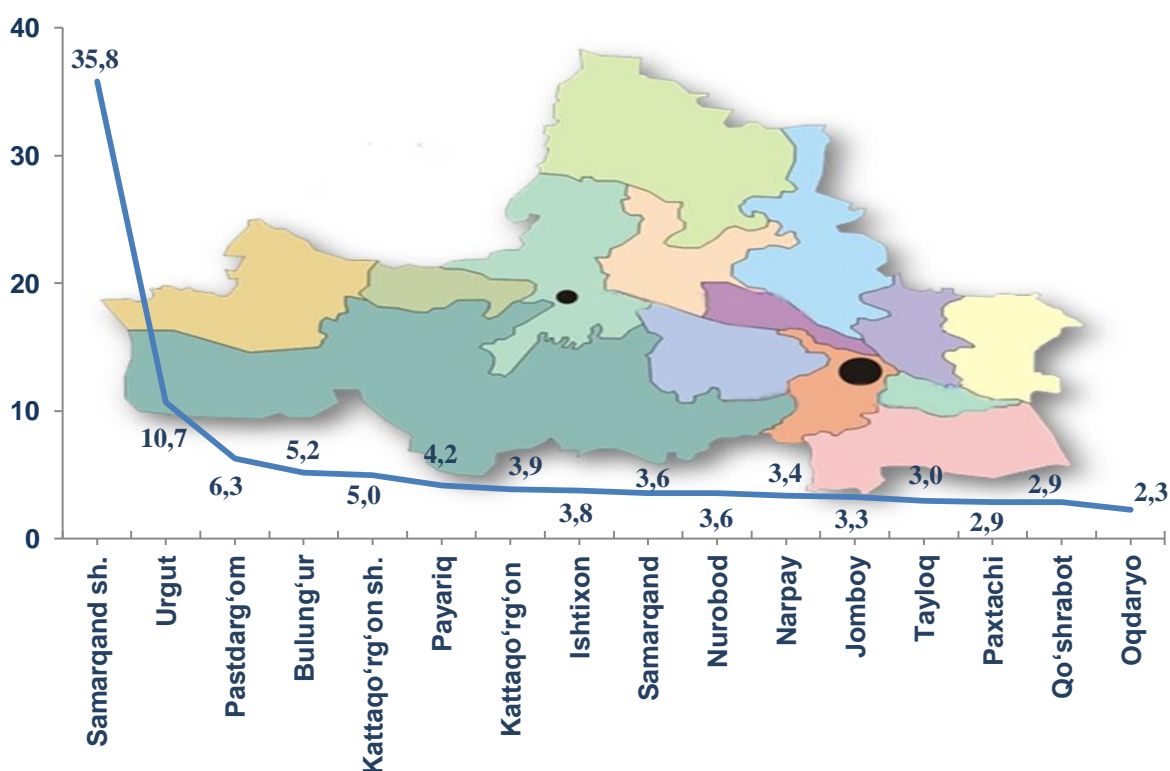 40
30
20
10
0
35,8
10,7
6,3
5,2
5,0
4,2
3,9
3,8
3,6
3,6
3,4
3,3
3,0
2,9
2,9
2,3
Samarqand sh.
Urgut
Pastdarg‘om
Bulung‘ur
Kattaqo‘rg‘on sh.
Payariq
Kattaqo‘rg‘on
Ishtixon
Samarqand
Nurobod
Narpay
Jomboy
Tayloq
Paxtachi
Qo‘shrabot
Oqdaryo